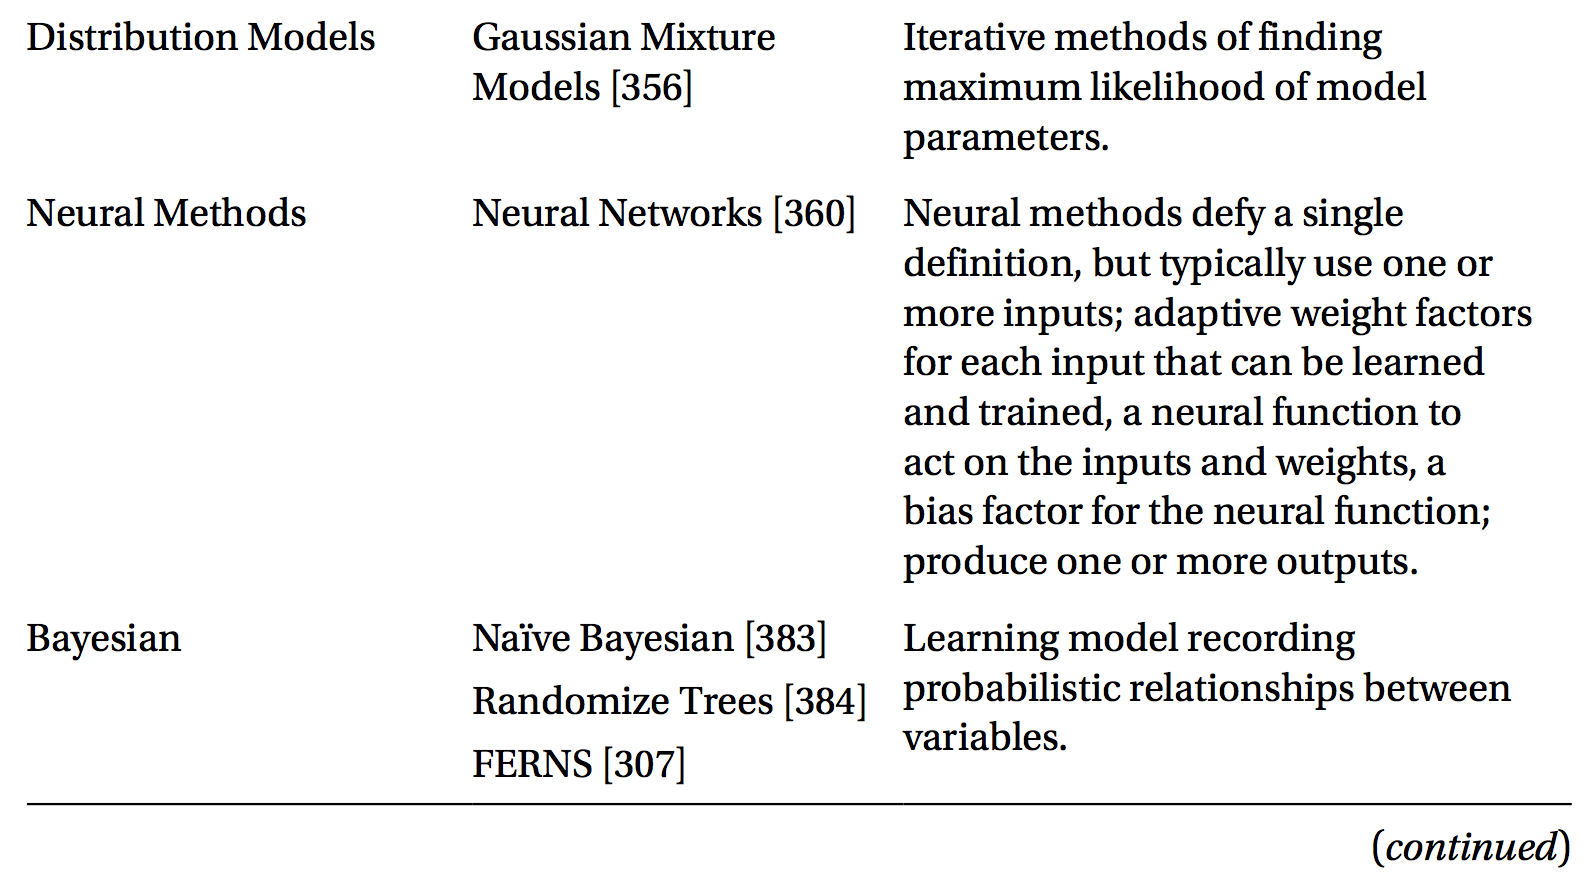 Distribution Models
Gaussian Mixture
Models [356]
Iterative methods of finding
maximum likelihood of model
parameters.
Neural Methods
Neural Networks [360]
Neural methods defy a single
definition, but typically use one or
more inputs; adaptive weight factors
for each input that can be learned
and trained, a neural function to
act on the inputs and weights, a
bias factor for the neural function;
produce one or more outputs.
Bayesian
Naïve Bayesian [383]
Randomize Trees [384]
FERNS [307]
Learning model recording
probabilistic relationships between
variables.
(continued)